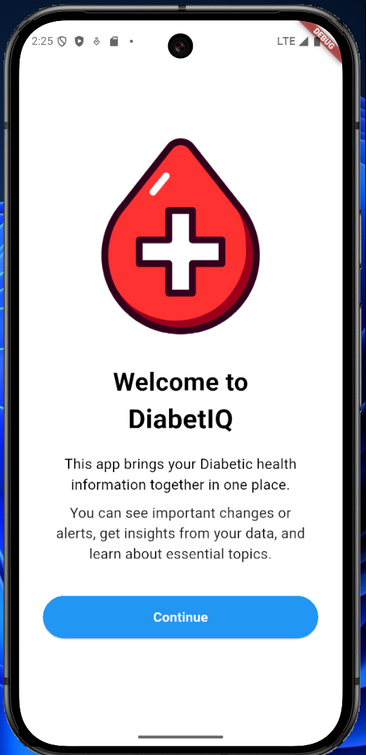 2:25
LTE
DEBUG
Welcome to
DiabetIQ
This app brings your Diabetic health
information together in one place.
You can see important changes or
alerts, get insights from your data, and
learn about essential topics.
Continue